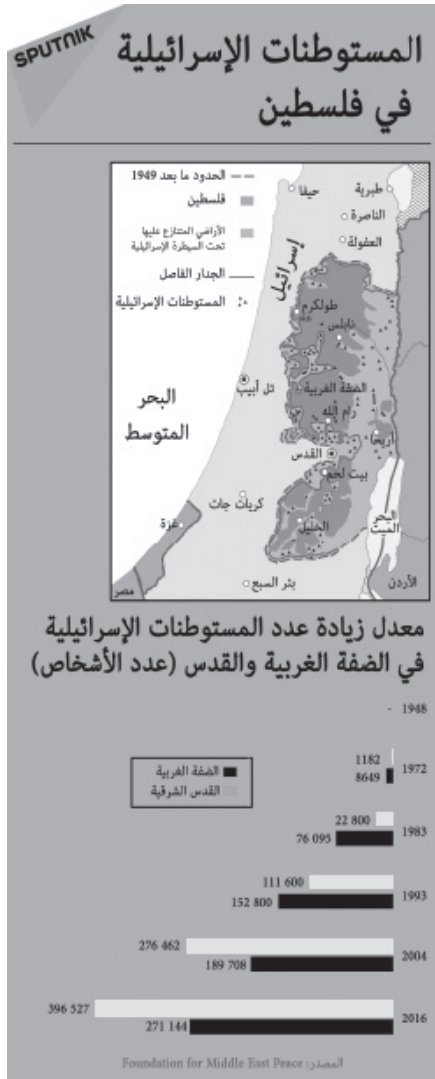 SPUTNIK
المستوطنات الإسرائيلية
في فلسطين
الحدود ما بعد 1949
فلسطين
الأراضي المتنازع عليها
تحت السيطرة الإسرائيلية
الجدار الفاصل
المستوطنات الإسرائيلية
حيفا
طبرية
الناصرة
العفولة
إسرائيل
طولكرم
نابلس
تل أبيب
الضفة الغربية
رام الله
أريحا
البحر
المتوسط
القدس
بيت لحم
كريات جات
غزة
الخليل
البحر
الميت
بئر السبع
الأردن
مصر
معدل زيادة عدد المستوطنات الإسرائيلية
في الضفة الغربية والقدس (عدد الأشخاص)
- 1948
الضفة الغربية
القدس الشرقية
1182
8649
1972
22 800
76 095
1983
111 600
152 800
1993
276 462
189 708
2004
396 527
271 144
2016
المصدر: Foundation for Middle East Peace